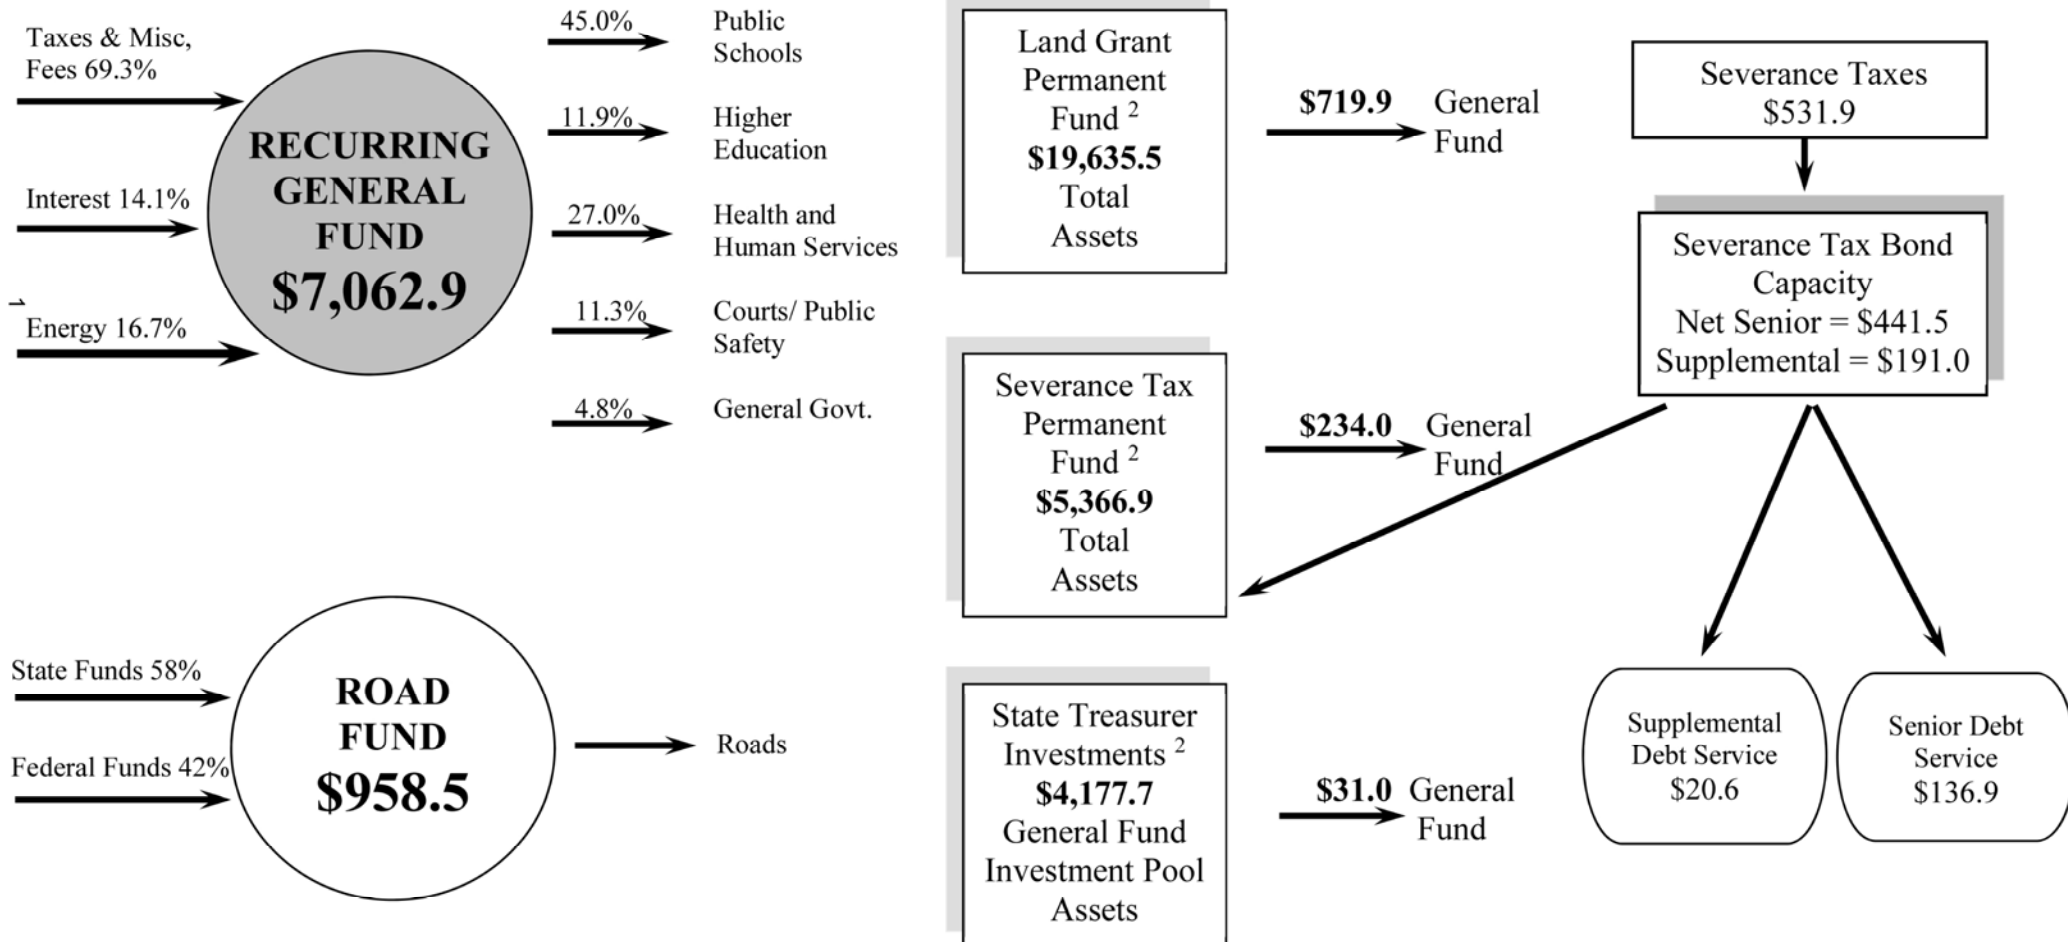 Taxes & Misc,
Fees 69.3%
Interest 14.1%
1
Energy 16.7%
RECURRING
GENERAL
FUND
$7,062.9
45.0%
Public
Schools
11.9%
Higher
Education
27.0%
Health and
Human Services
11.3%
Courts/ Public
Safety
4.8%
General Govt.
State Funds 58%
Federal Funds 42%
ROAD
FUND
$958.5
Roads
Land Grant
Permanent
Fund 2
$19,635.5
Total
Assets
$719.9 General
Fund
Severance Tax
Permanent
Fund 2
$5,366.9
Total
Assets
$234.0 General
Fund
State Treasurer
Investments 2
$4,177.7
General Fund
Investment Pool
Assets
$31.0 General
Fund
Severance Taxes
$531.9
Severance Tax Bond
Capacity
Net Senior = $441.5
Supplemental = $191.0
Supplemental
Debt Service
$20.6
Senior Debt
Service
$136.9